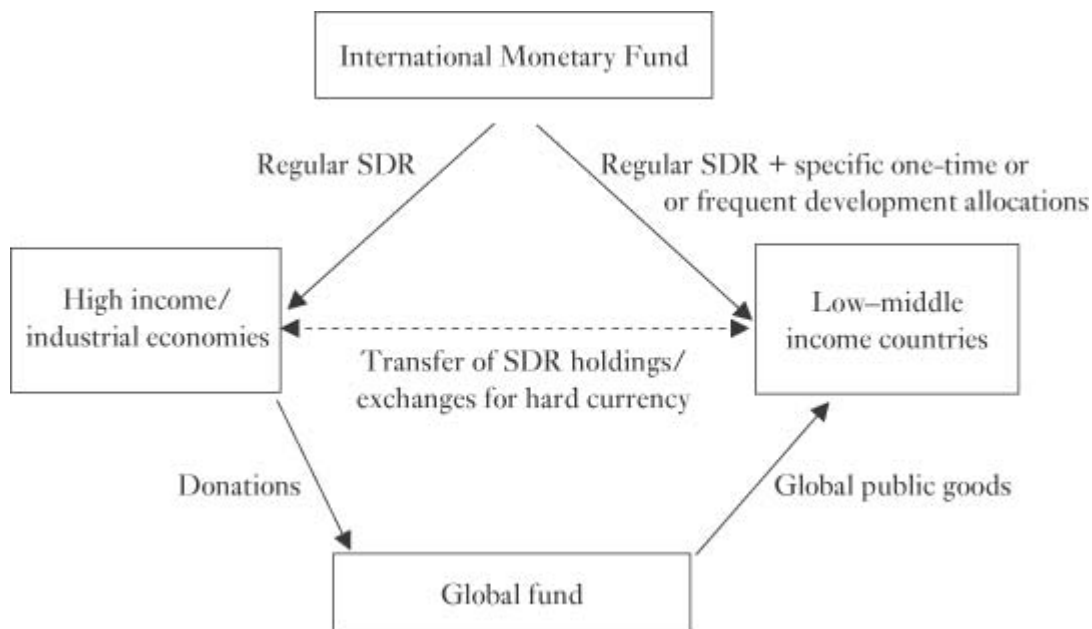 International Monetary Fund
Regular SDR
Regular SDR + specific one-time or
or frequent development allocations
High income/
industrial economies
Low–middle
income countries
Transfer of SDR holdings/
exchanges for hard currency
Donations
Global public goods
Global fund